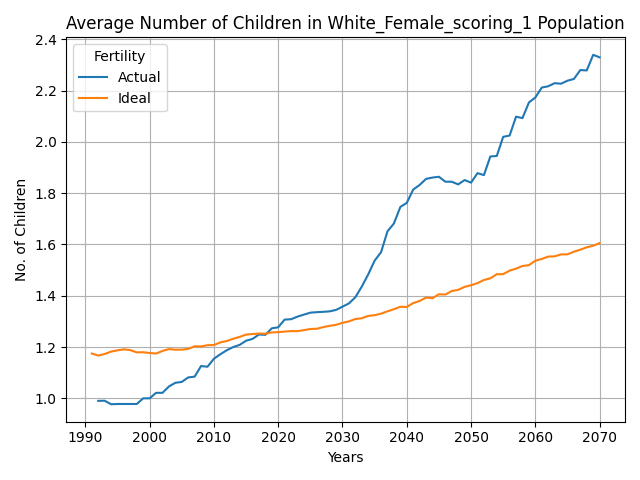 Average Number of Children in White_Female_scoring_1 Population
Fertility
Actual
Ideal
No. of Children
2.4
2.2
2.0
1.8
1.6
1.4
1.2
1.0
1990 2000 2010 2020 2030 2040 2050 2060 2070
Years